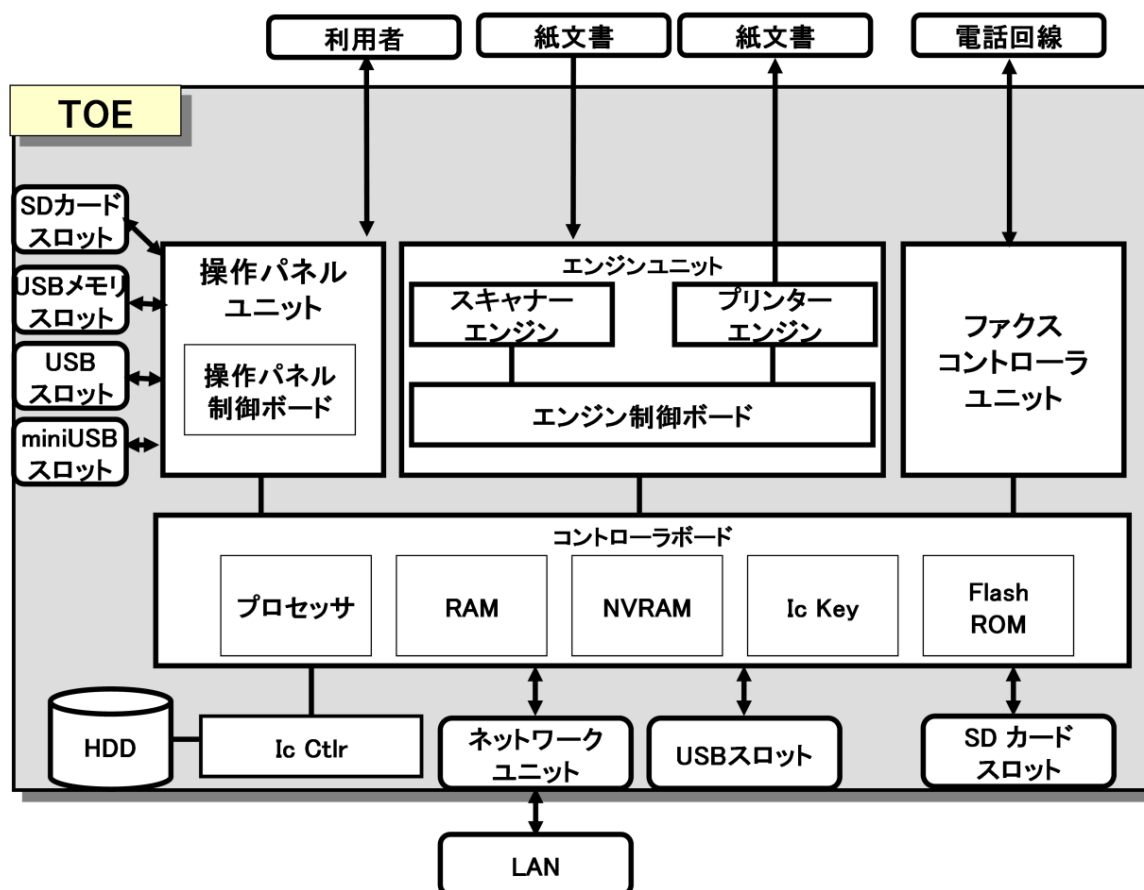 利用者
紙文書
紙文書
電話回線
TOE
SDカード
スロット
USBメモリ
スロット
USB
スロット
miniUSB
スロット
操作パネル
ユニット
操作パネル
制御ボード
エンジンユニット
スキャナー
エンジン
プリンター
エンジン
エンジン制御ボード
ファクス
コントローラ
ユニット
コントローラボード
プロセッサ
RAM
NVRAM
Ic Key
Flash
ROM
HDD
Ic Ctlr
ネットワーク
ユニット
USBスロット
SD カード
スロット
LAN